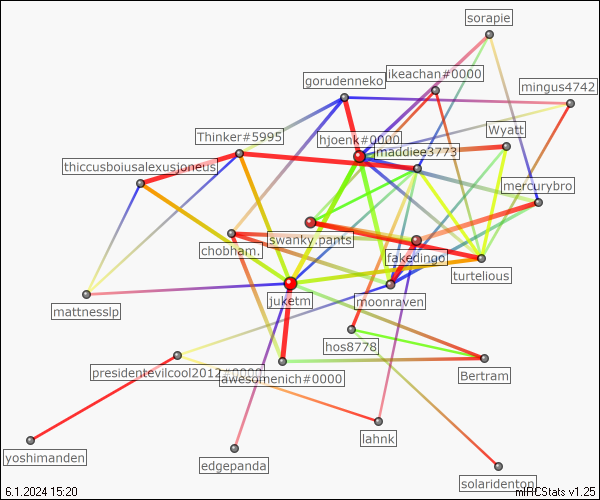 sorapie
ikeachan#0000
gorudenneko
mingus4742
Wyatt
Thinker#5995
hjoenk#0000
maddiee3773
thiccusboiusalexusjoneus
mercurybro
swanky.pants
chobham.
fakedingo
turtelious
juketm
moonraven
mattnesslp
hos8778
presidentevilcool2012#0000
awesomenich#0000
Bertram
lahnk
yoshimanden
edgepanda
solaridenton
6.1.2024 15:20
mIRCStats v1.25